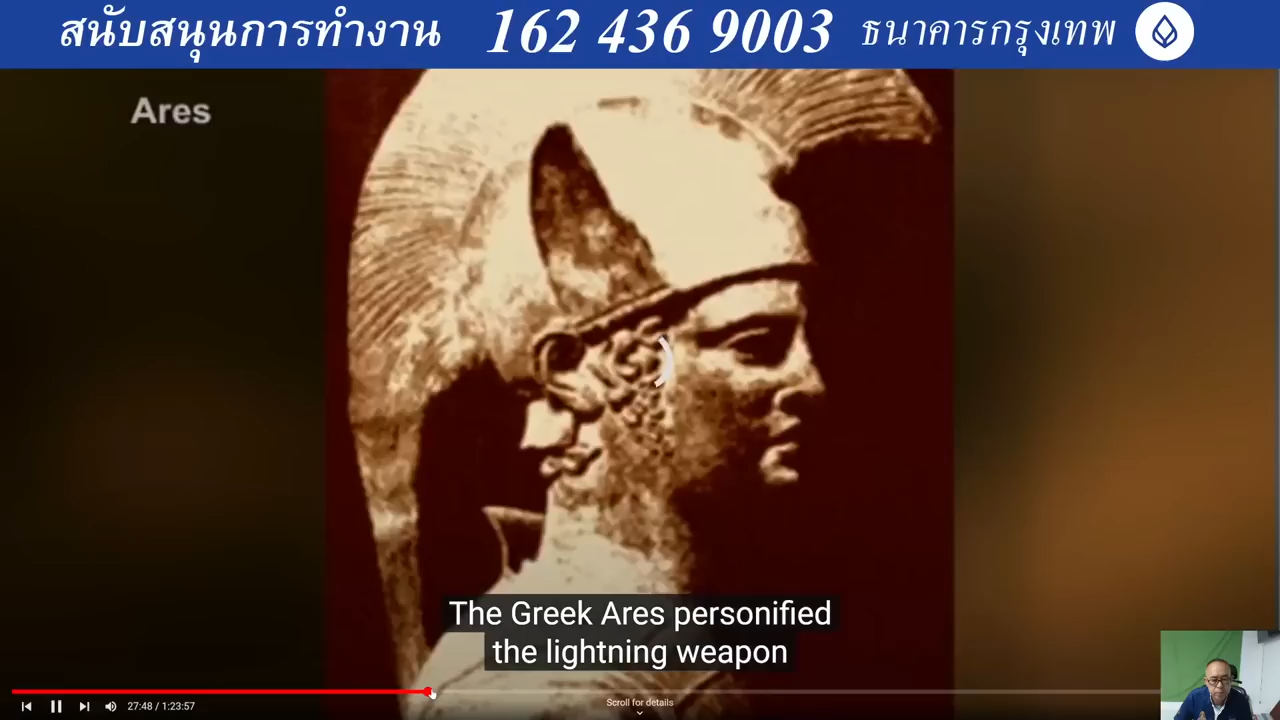 สนับสนุนการทำงาน 162 436 9003 ธนาคารกรุงเทพ
Ares
The Greek Ares personified
the lightning weapon
27:48 / 1:23:57
Scroll for details